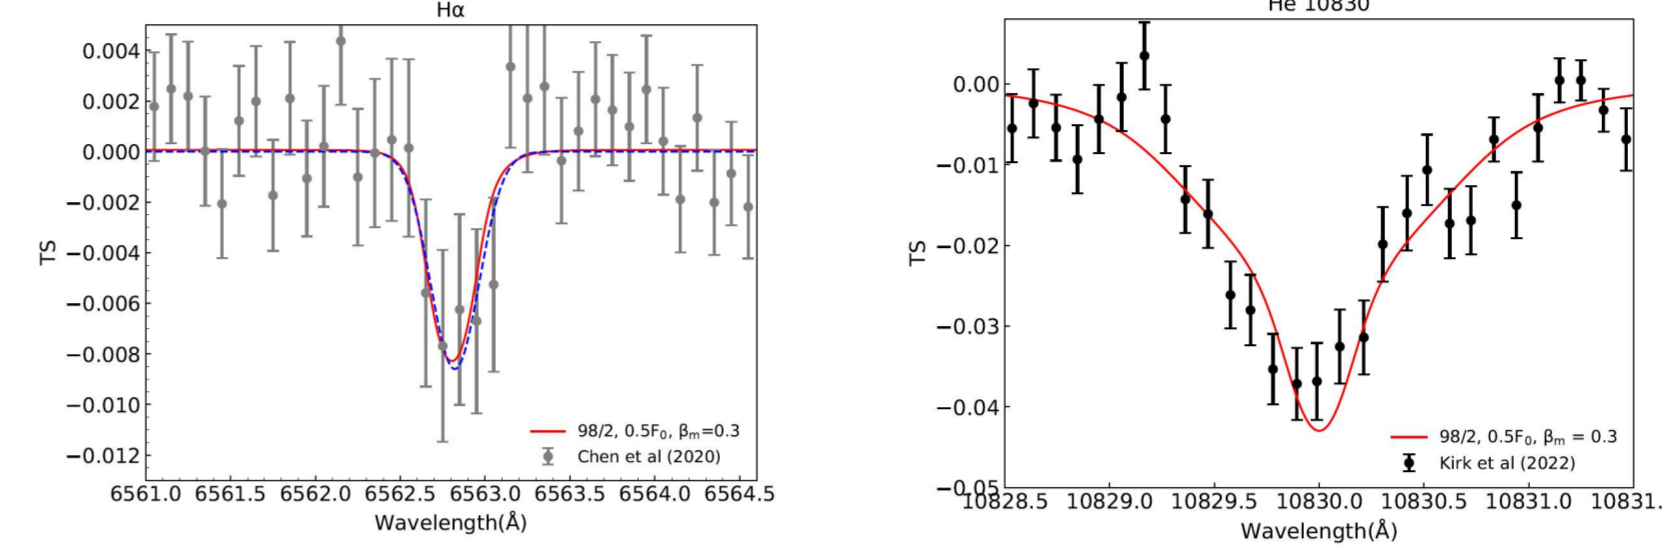 Hα
0.004
0.002
0.000
−0.002
−0.004
−0.006
−0.008
−0.010
−0.012
TS
98/2, 0.5F₀, βₘ=0.3
Chen et al (2020)
6561.0 6561.5 6562.0 6562.5 6563.0 6563.5 6564.0 6564.5
Wavelength(Å)
He 10830
0.00
−0.01
−0.02
−0.03
−0.04
−0.05
TS
98/2, 0.5F₀, βₘ = 0.3
Kirk et al (2022)
10828.5 10829.0 10829.5 10830.0 10830.5 10831.0 10831.
Wavelength(Å)